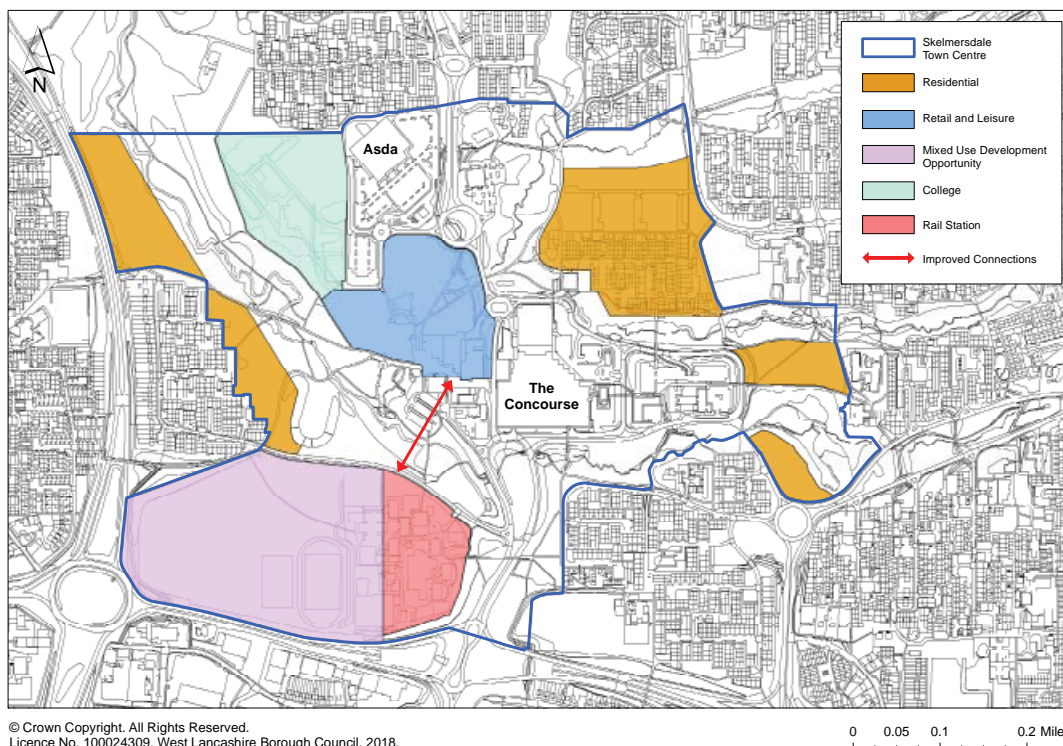 N
Asda
The
Concourse
Skelmersdale
Town Centre
Residential
Retail and Leisure
Mixed Use Development
Opportunity
College
Rail Station
Improved Connections
© Crown Copyright. All Rights Reserved.
Licence No. 100024309. West Lancashire Borough Council. 2018.
0 0.05 0.1 0.2 Mile